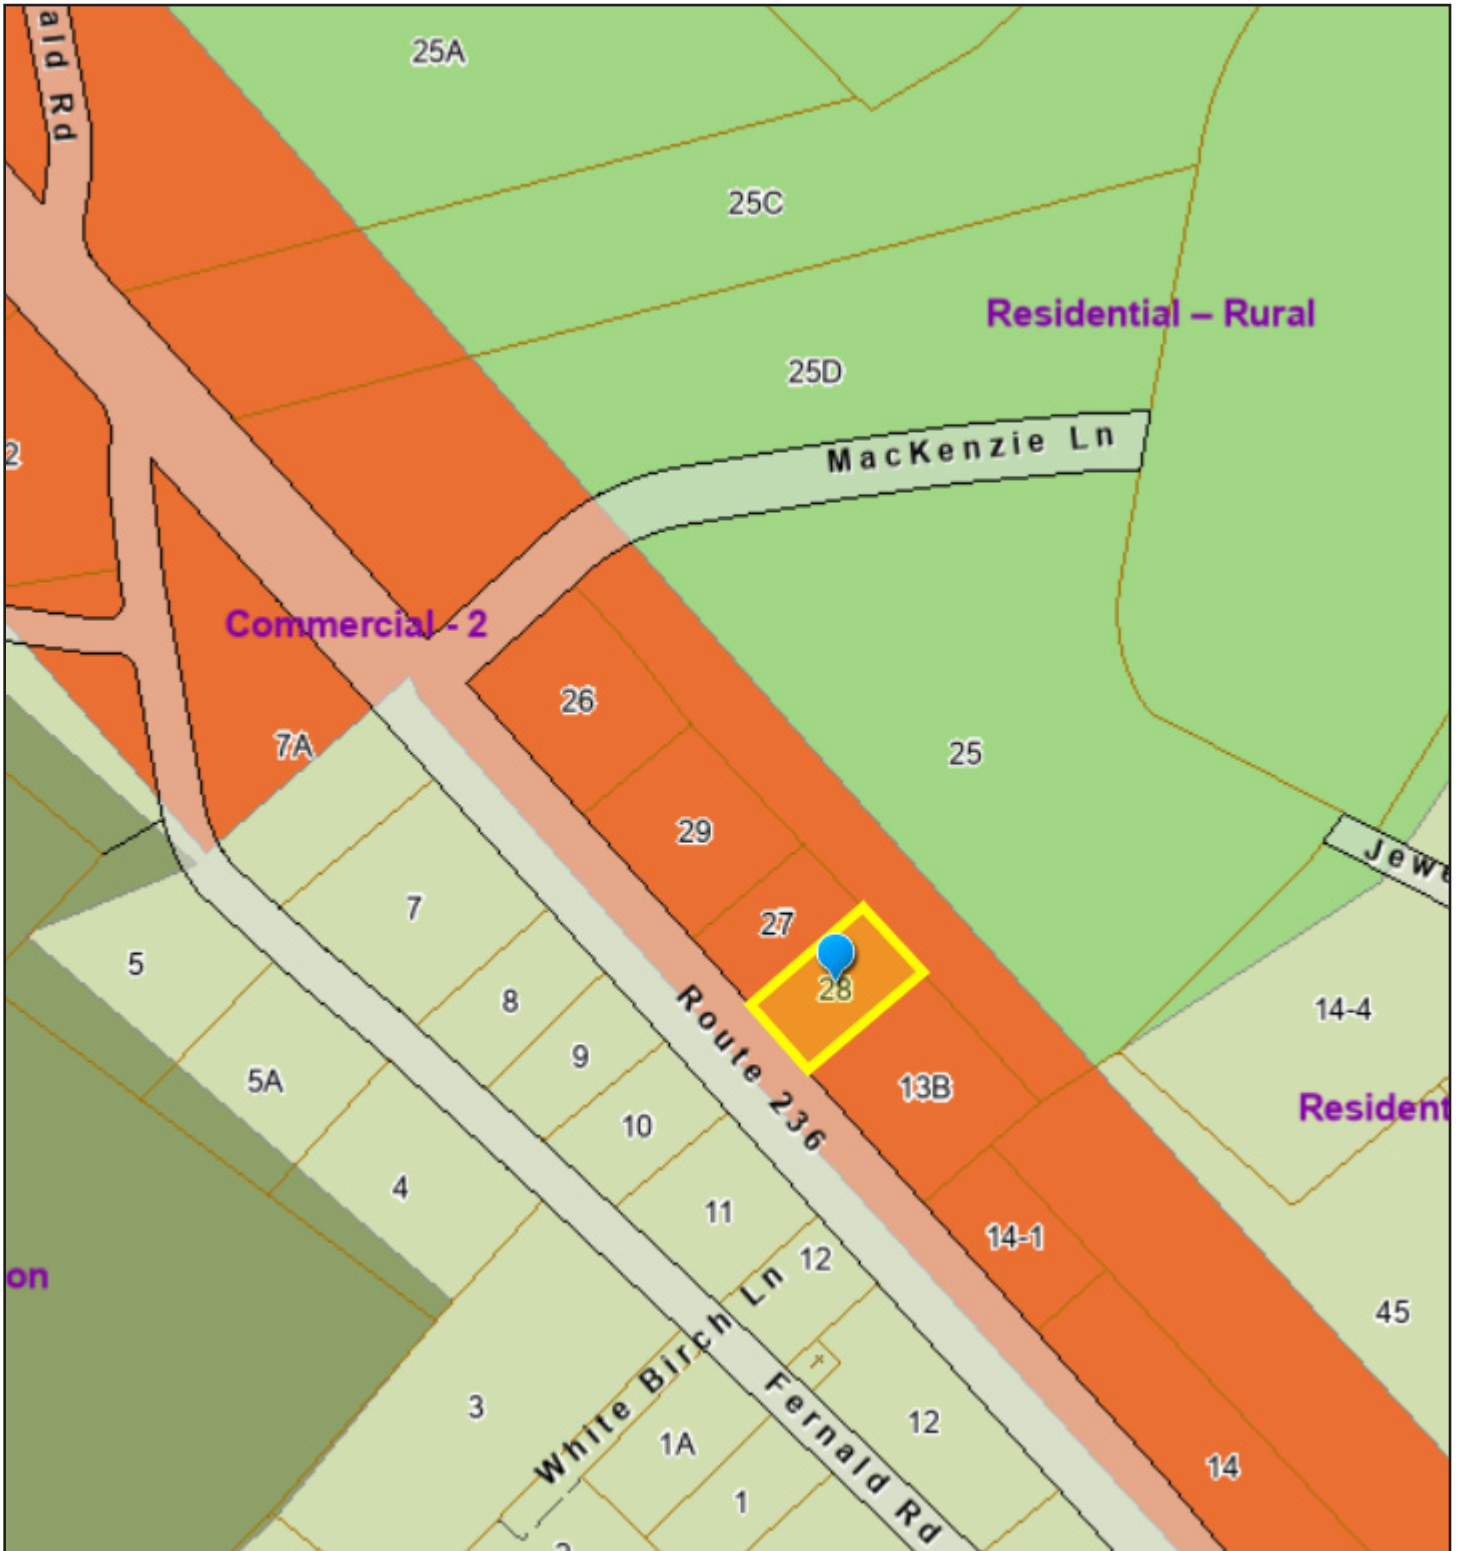 ald Rd
25A
25C
Residential – Rural
25D
MacKenzie Ln
2
Commercial - 2
26
7A
25
29
Jewe
7
27
5
28
8
Route 236
14-4
9
5A
13B
Resident
10
4
11
14-1
12
on
White Birch Ln
45
3
Fernald Rd
12
1A
14
1